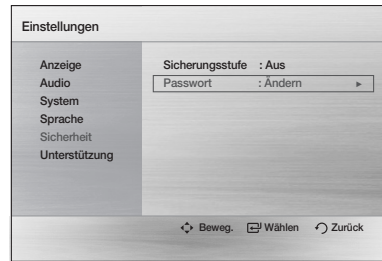 Einstellungen
Anzeige
Audio
System
Sprache
Sicherheit
Unterstützung
Sicherungsstufe : Aus
Passwort : Ändern ►
Beweg. Wählen Zurück